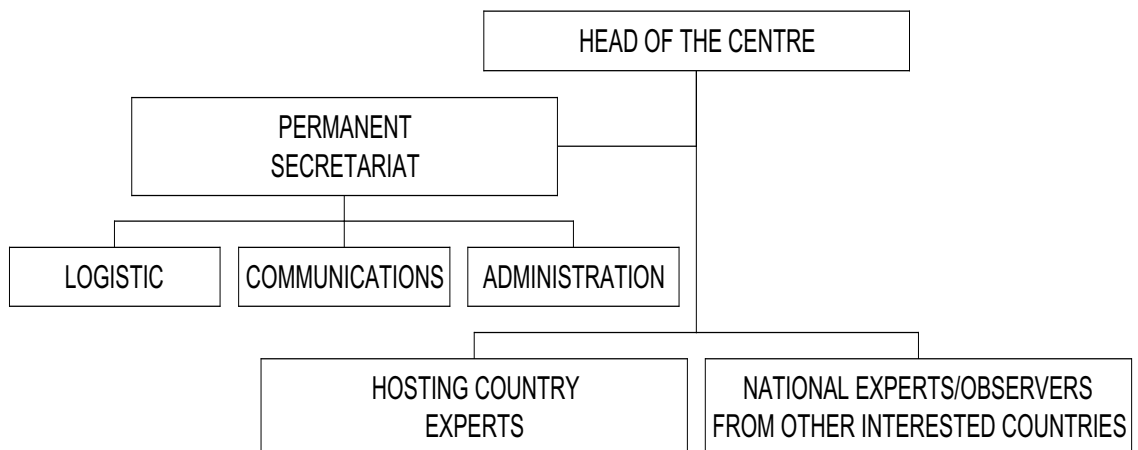 HEAD OF THE CENTRE
PERMANENT
SECRETARIAT
LOGISTIC
COMMUNICATIONS
ADMINISTRATION
HOSTING COUNTRY
EXPERTS
NATIONAL EXPERTS/OBSERVERS
FROM OTHER INTERESTED COUNTRIES